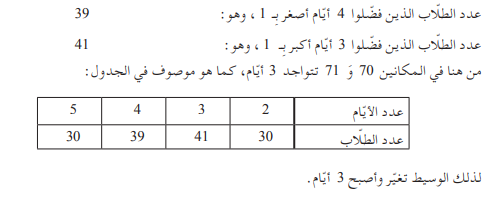 عدد الطلّاب الذين فضّلوا 4 أيّام أصغر بِـ 1 ، وهو: 39
عدد الطلّاب الذين فضّلوا 3 أيّام أكبر بِـ 1 ، وهو: 41
من هنا في المكانين 70 وَ 71 تتواجد 3 أيّام، كما هو موصوف في الجدول:
عدد الأيّام 2 3 4 5
عدد الطلّاب 30 41 39 30
لذلك الوسيط تغيّر وأصبح 3 أيّام.